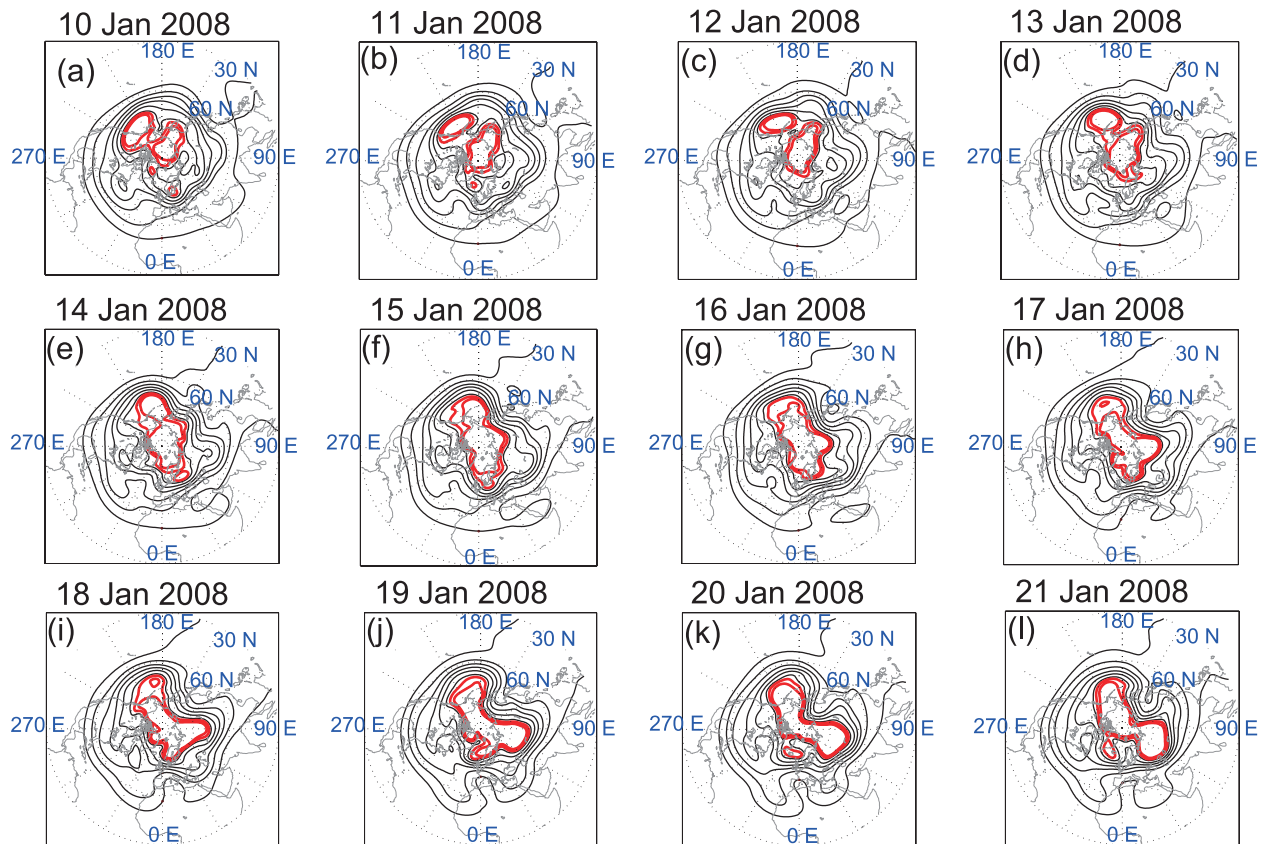 10 Jan 2008
11 Jan 2008
12 Jan 2008
13 Jan 2008
(a)
180 E
30 N
60 N
270 E
90 E
0 E
(b)
180 E
30 N
60 N
0 E
(c)
180 E
30 N
60 N
0 E
(d)
180 E
30 N
60 N
270 E
90 E
0 E
14 Jan 2008
15 Jan 2008
16 Jan 2008
17 Jan 2008
(e)
180 E
30 N
60 N
270 E
90 E
0 E
(f)
180 E
30 N
60 N
270 E
90 E
0 E
(g)
180 E
30 N
60 N
270 E
90 E
0 E
(h)
180 E
30 N
60 N
270 E
90 E
0 E
18 Jan 2008
19 Jan 2008
20 Jan 2008
21 Jan 2008
(i)
180 E
30 N
60 N
270 E
90 E
0 E
(j)
180 E
30 N
60 N
270 E
90 E
0 E
(k)
180 E
30 N
60 N
270 E
90 E
0 E
(l)
180 E
30 N
60 N
270 E
90 E
0 E